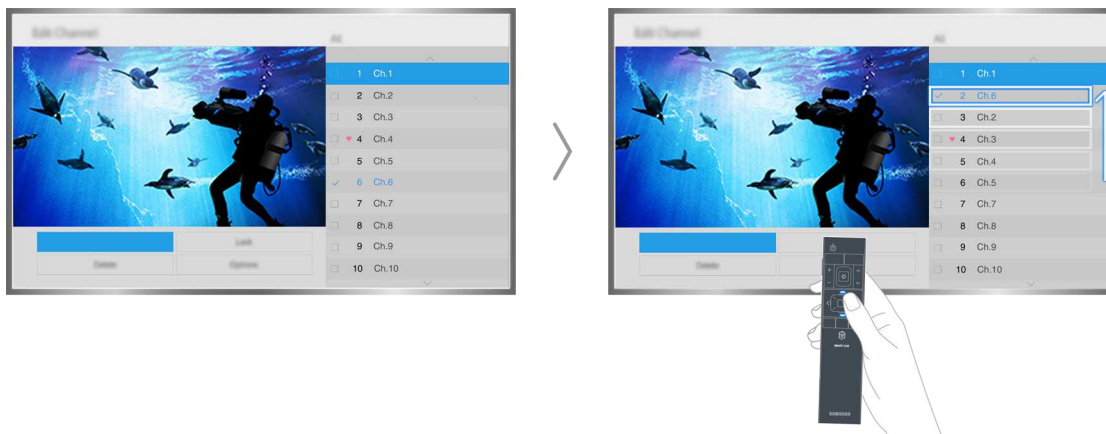 Edit Channel
All
1 Ch.1
2 Ch.2
3 Ch.3
4 Ch.4
5 Ch.5
6 Ch.6
7 Ch.7
8 Ch.8
9 Ch.9
10 Ch.10
Lock
Delete
Options
Edit Channel
All
1 Ch.1
2 Ch.6
3 Ch.2
4 Ch.3
5 Ch.4
6 Ch.5
7 Ch.7
8 Ch.8
9 Ch.9
10 Ch.10
Delete
SMART HUB
SAMSUNG